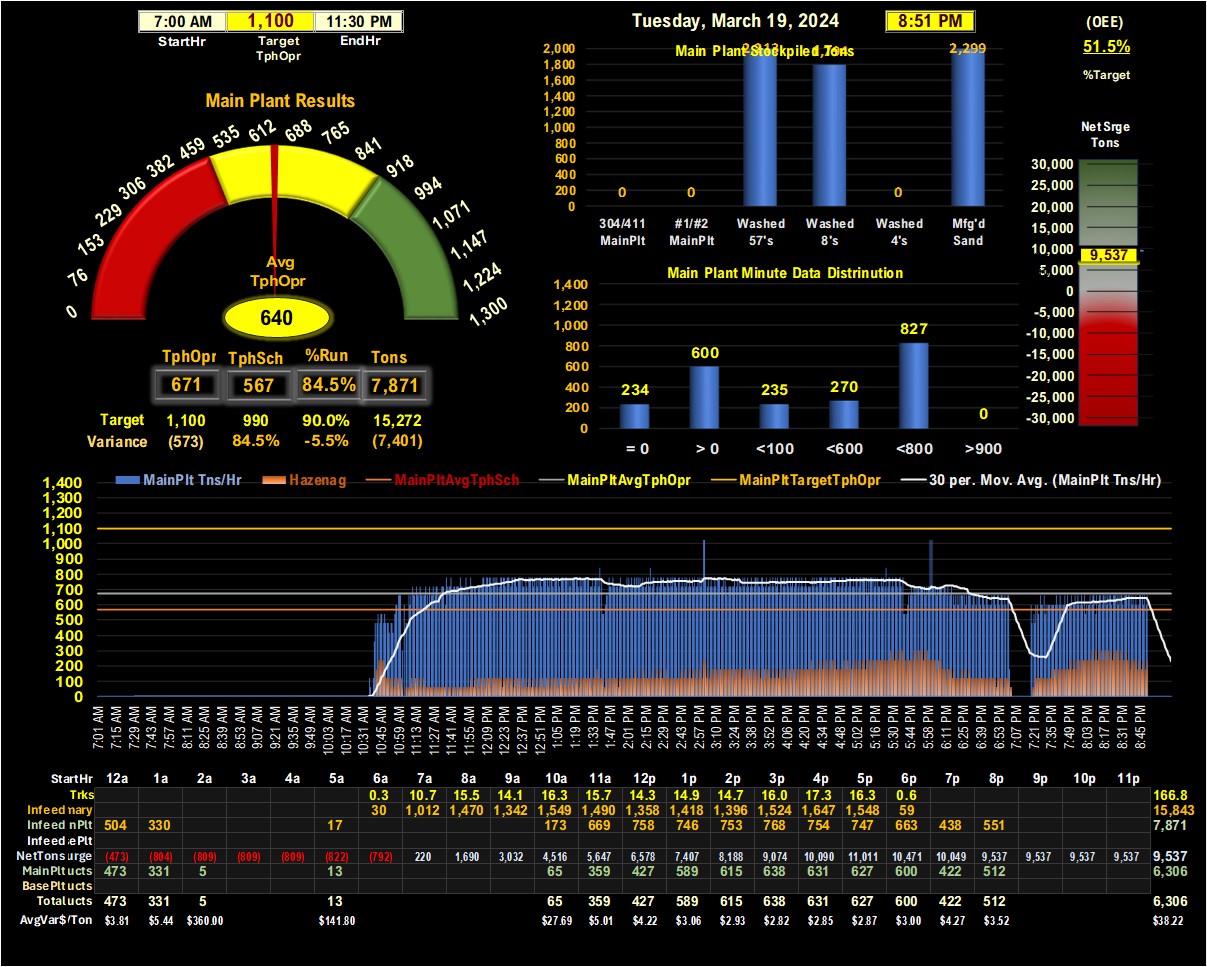 7:00 AM 1,100 11:30 PM
StartHr Target TphOpr EndHr
Tuesday, March 19, 2024 8:51 PM
(OEE)
51.5%
%Target
Main Plant Results
0 76 153 229 306 382 459 535 612 688 765 841 918 994 1,071 1,147 1,224 1,300
Avg
TphOpr
640
TphOpr TphSch %Run Tons
671 567 84.5% 7,871
Target 1,100 990 90.0% 15,272
Variance (573) 84.5% -5.5% (7,401)
Main Plant Stockpiled Tons
2,000
1,800
1,600
1,400
1,200
1,000
800
600
400
200
0
0 0 0 2,299
304/411 MainPlt
#1/#2 MainPlt
Washed 57's
Washed 8's
Washed 4's
Mfg'd Sand
Main Plant Minute Data Distrinution
1,400
1,200
1,000
800
600
400
200
0
234 600 235 270 827 0
= 0 > 0 <100 <600 <800 >900
Net Srge
Tons
30,000
25,000
20,000
15,000
10,000
9,537
5,000
0
-5,000
-10,000
-15,000
-20,000
-25,000
-30,000
MainPlt Tns/Hr Hazenag MainPltAvgTphSch MainPltAvgTphOpr MainPltTargetTphOpr 30 per. Mov. Avg. (MainPlt Tns/Hr)
1,400
1,300
1,200
1,100
1,000
900
800
700
600
500
400
300
200
100
0
7:01 AM 7:15 AM 7:29 AM 7:43 AM 7:57 AM 8:11 AM 8:25 AM 8:39 AM 8:53 AM 9:07 AM 9:21 AM 9:35 AM 9:49 AM 10:03 AM 10:17 AM 10:31 AM 10:45 AM 10:59 AM 11:13 AM 11:27 AM 11:41 AM 11:55 AM 12:09 PM 12:23 PM 12:37 PM 12:51 PM 1:05 PM 1:19 PM 1:33 PM 1:47 PM 2:01 PM 2:15 PM 2:29 PM 2:43 PM 2:57 PM 3:10 PM 3:24 PM 3:38 PM 3:52 PM 4:06 PM 4:20 PM 4:34 PM 4:48 PM 5:02 PM 5:16 PM 5:30 PM 5:44 PM 5:58 PM 6:11 PM 6:25 PM 6:39 PM 6:53 PM 7:07 PM 7:21 PM 7:35 PM 7:49 PM 8:03 PM 8:17 PM 8:31 PM 8:45 PM
StartHr 12a 1a 2a 3a 4a 5a 6a 7a 8a 9a 10a 11a 12p 1p 2p 3p 4p 5p 6p 7p 8p 9p 10p 11p
Trks 0.3 10.7 15.5 14.1 16.3 15.7 14.3 14.9 14.7 16.0 17.3 16.3 0.6 166.8
Infeed mary 30 1,012 1,470 1,342 1,549 1,490 1,358 1,418 1,396 1,524 1,647 1,548 59 15,843
Infeed nPlt 504 330 17 173 669 758 746 753 768 754 747 663 438 551 7,871
Infeed ePlt
NetTonsurge (473) (804) (809) (809) (809) (822) (792) 220 1,690 3,032 4,516 5,647 6,578 7,407 8,188 9,074 10,090 11,011 10,471 10,049 9,537 9,537 9,537 9,537 9,537
MainPltucts 473 331 5 13 65 359 427 589 615 638 631 627 600 422 512 6,306
BasePltucts
Totalucts 473 331 5 13 65 359 427 589 615 638 631 627 600 422 512 6,306
AvgVar$/Ton $3.81 $5.44 $360.00 $141.80 $27.69 $5.01 $4.22 $3.06 $2.93 $2.82 $2.85 $2.87 $3.00 $4.27 $3.52 $38.22